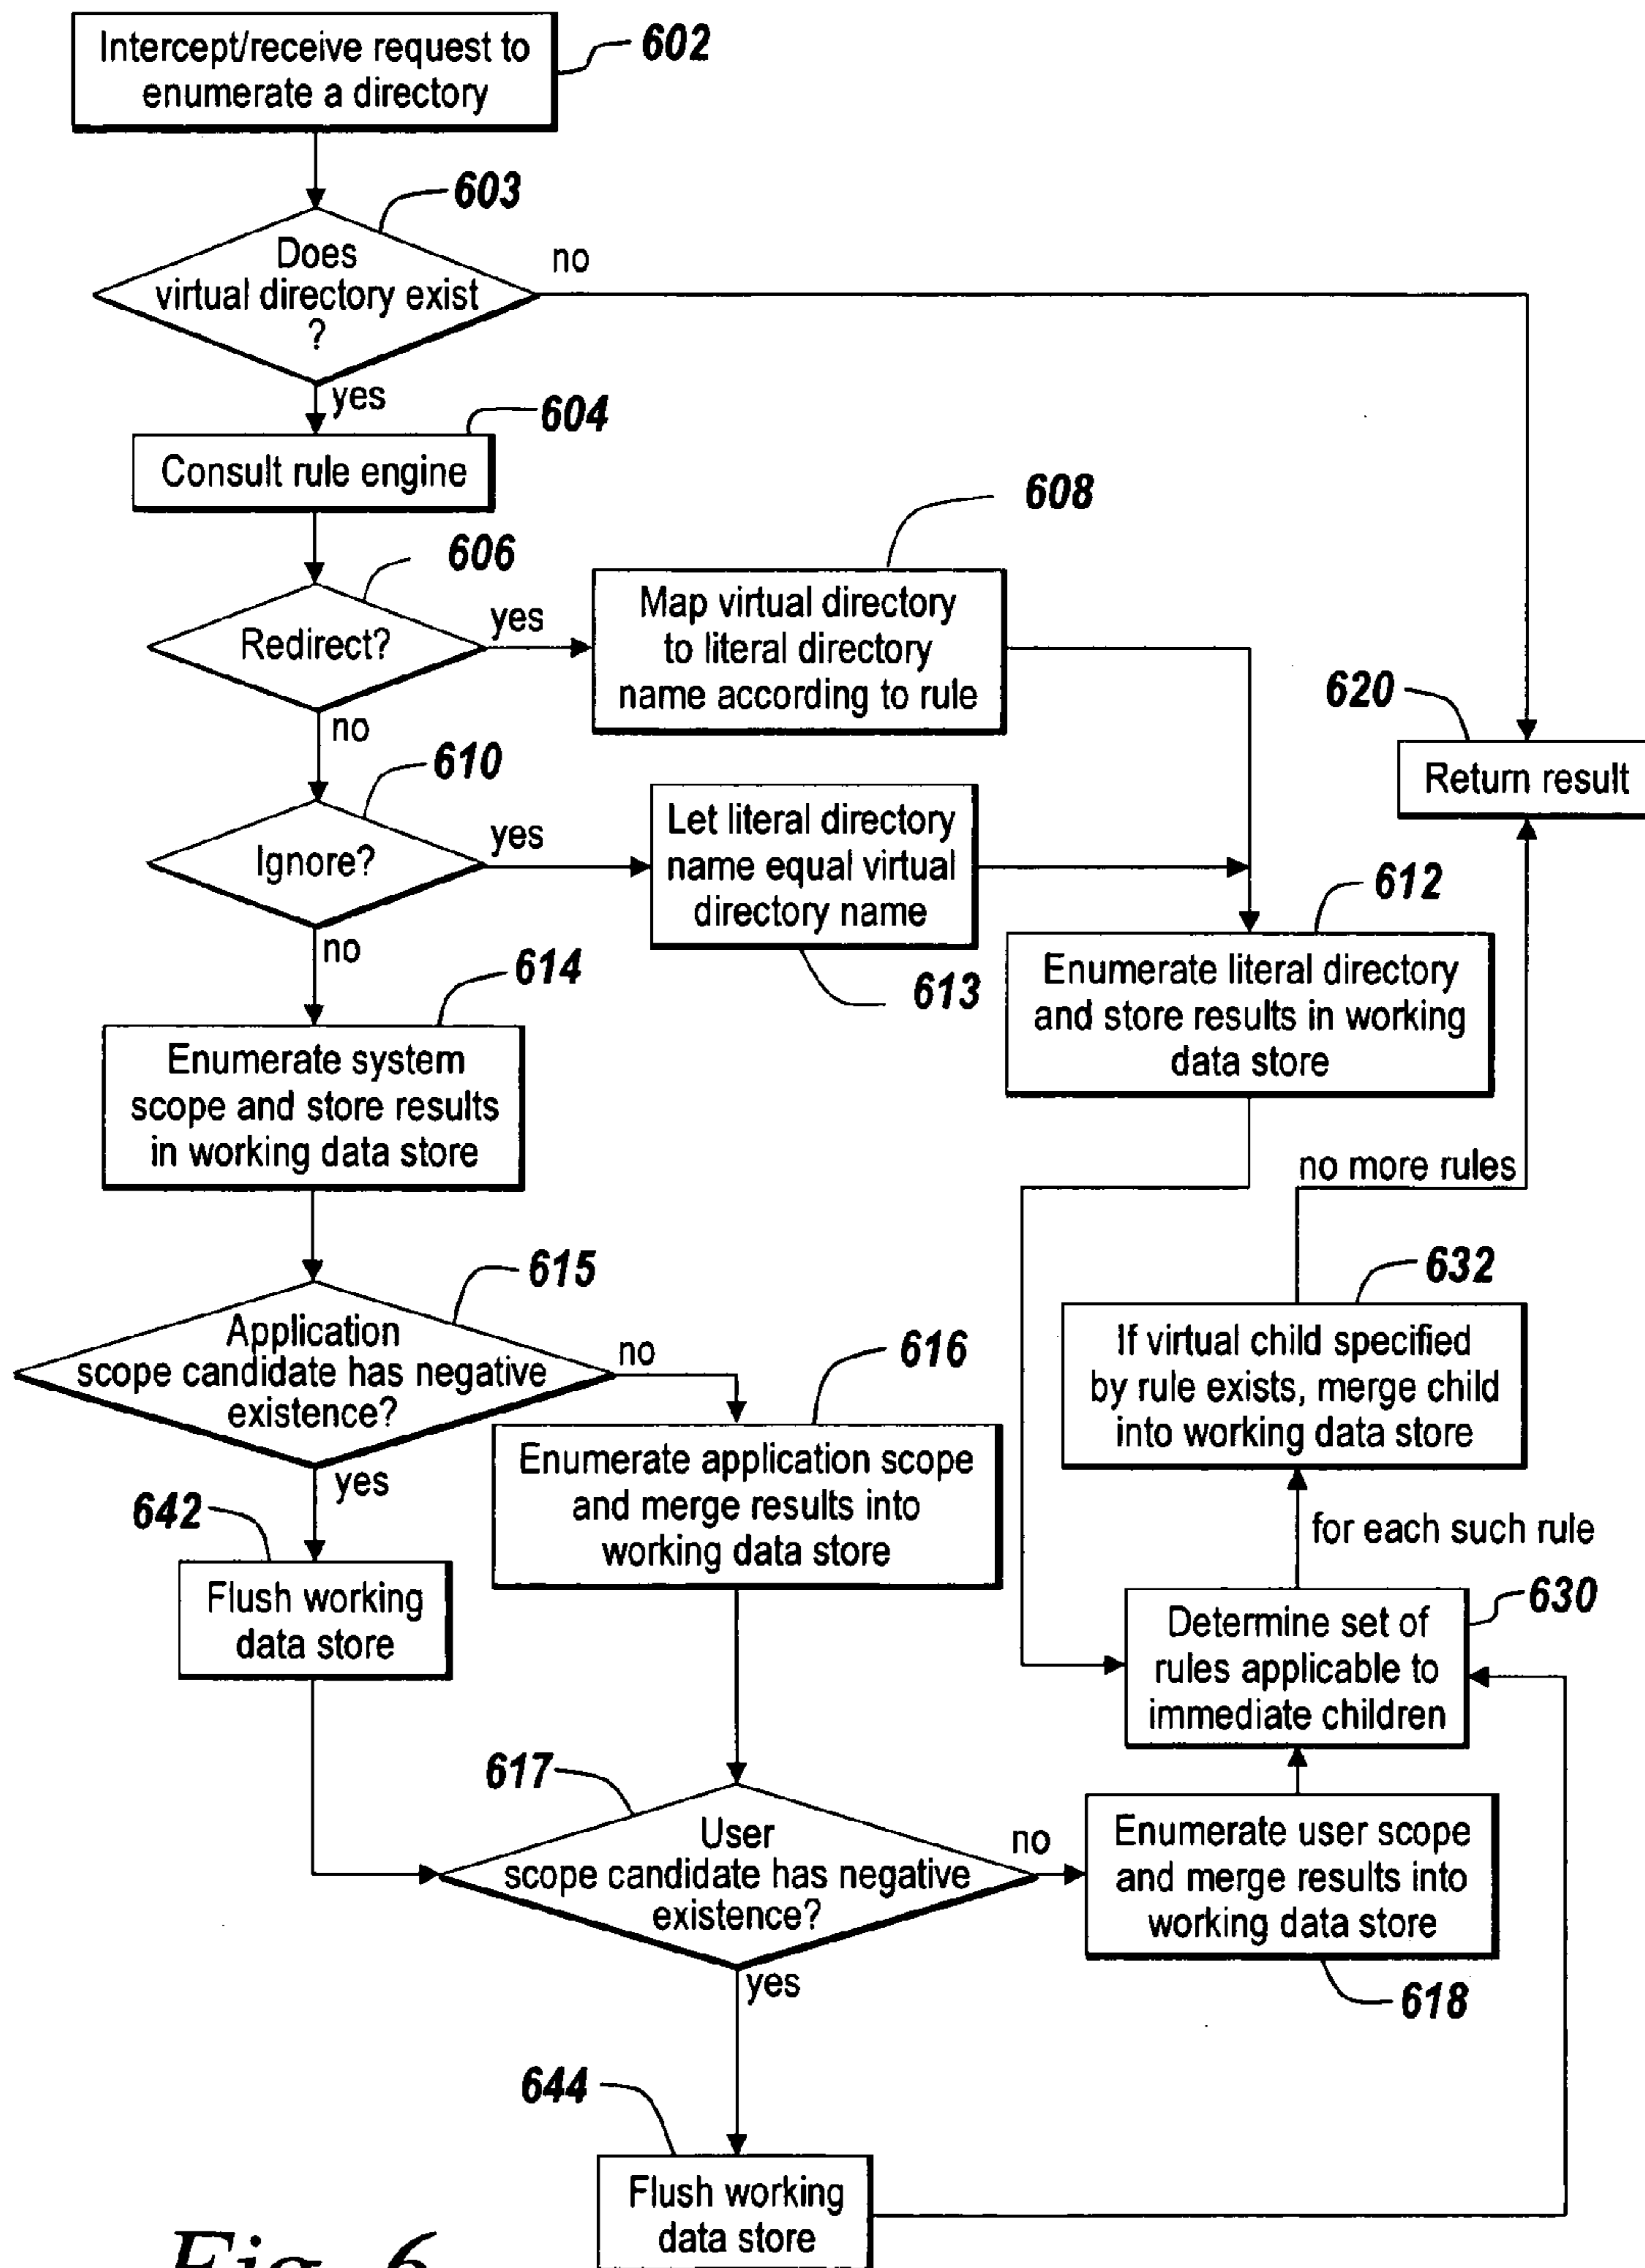 Intercept/receive request to
enumerate a directory
602
603
Does
virtual directory exist
?
no
yes
604
Consult rule engine
606
Redirect?
yes
no
608
Map virtual directory
to literal directory
name according to rule
620
Return result
610
Ignore?
yes
no
Let literal directory
name equal virtual
directory name
613
612
Enumerate literal directory
and store results in working
data store
614
Enumerate system
scope and store results
in working data store
no more rules
615
Application
scope candidate has negative
existence?
no
yes
616
Enumerate application scope
and merge results into
working data store
632
If virtual child specified
by rule exists, merge child
into working data store
for each such rule
642
Flush working
data store
630
Determine set of
rules applicable to
immediate children
617
User
scope candidate has negative
existence?
no
yes
Enumerate user scope
and merge results into
working data store
618
644
Flush working
data store
Fig. 6